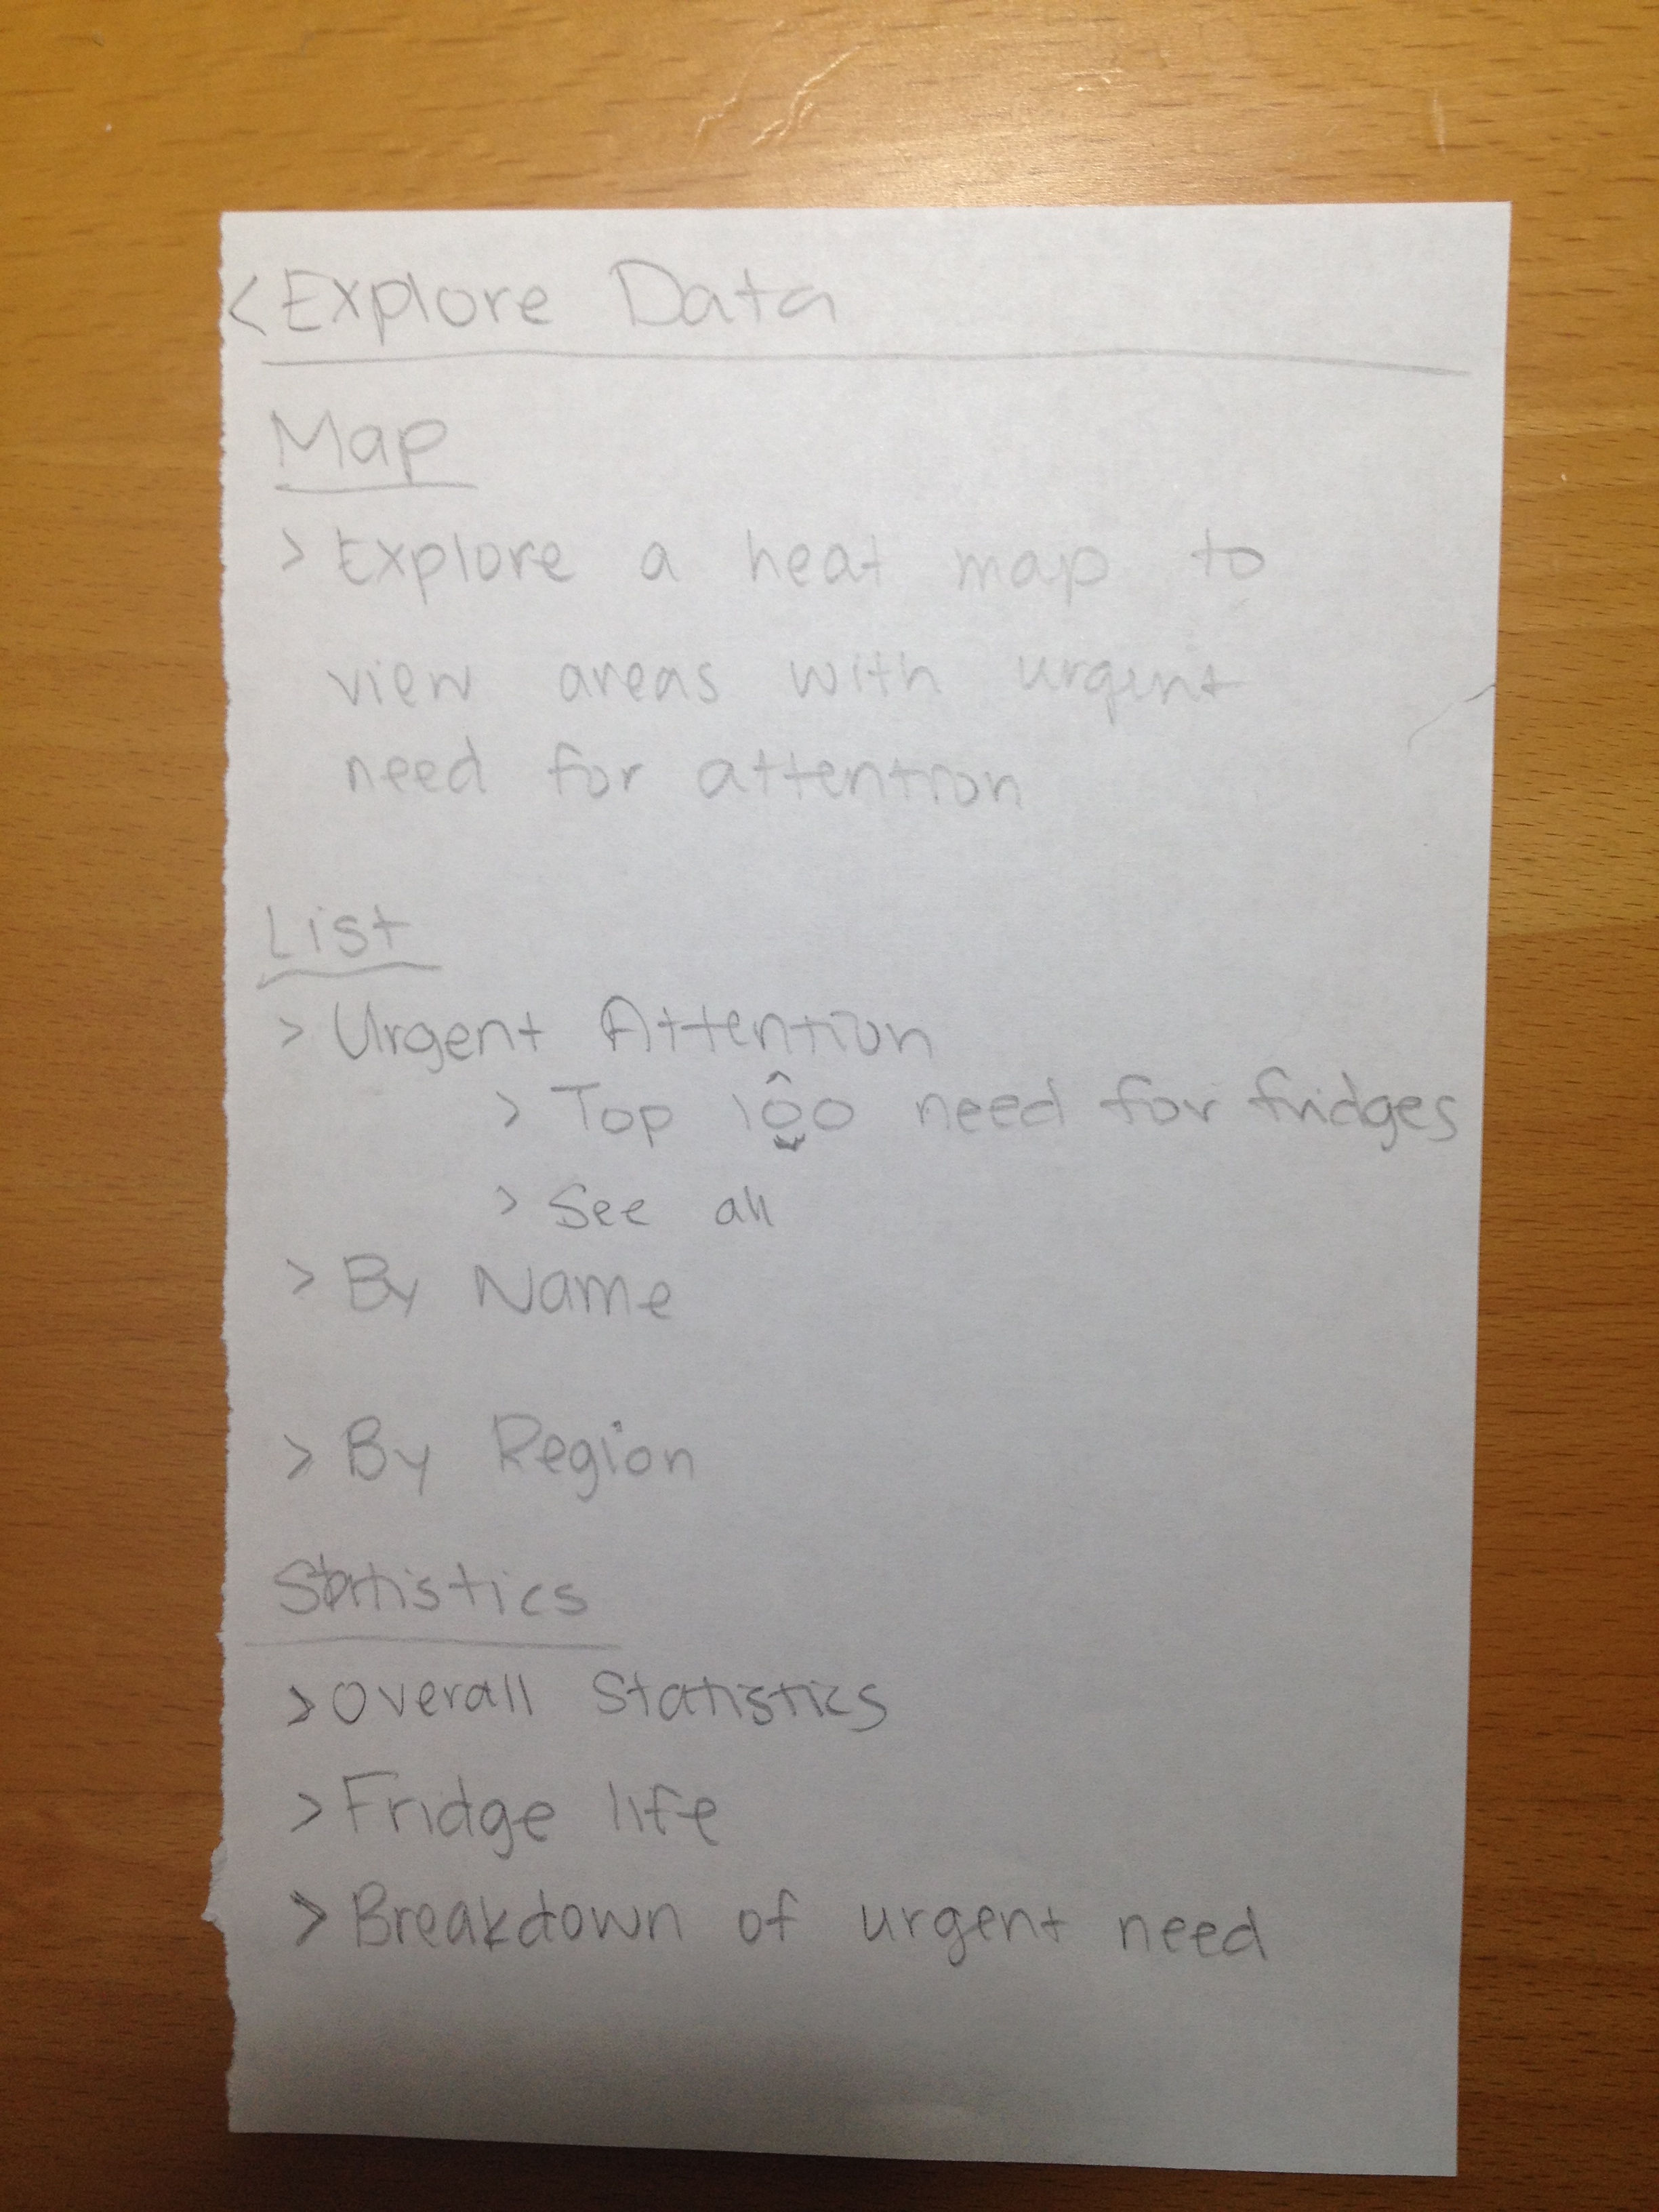 < Explore Data
Map
> Explore a heat map to
view areas with urgent
need for attention
List
> Urgent Attention
> Top 100 need for fridges
> See all
> By Name
> By Region
Statistics
> Overall Statistics
> Fridge life
> Breakdown of urgent need